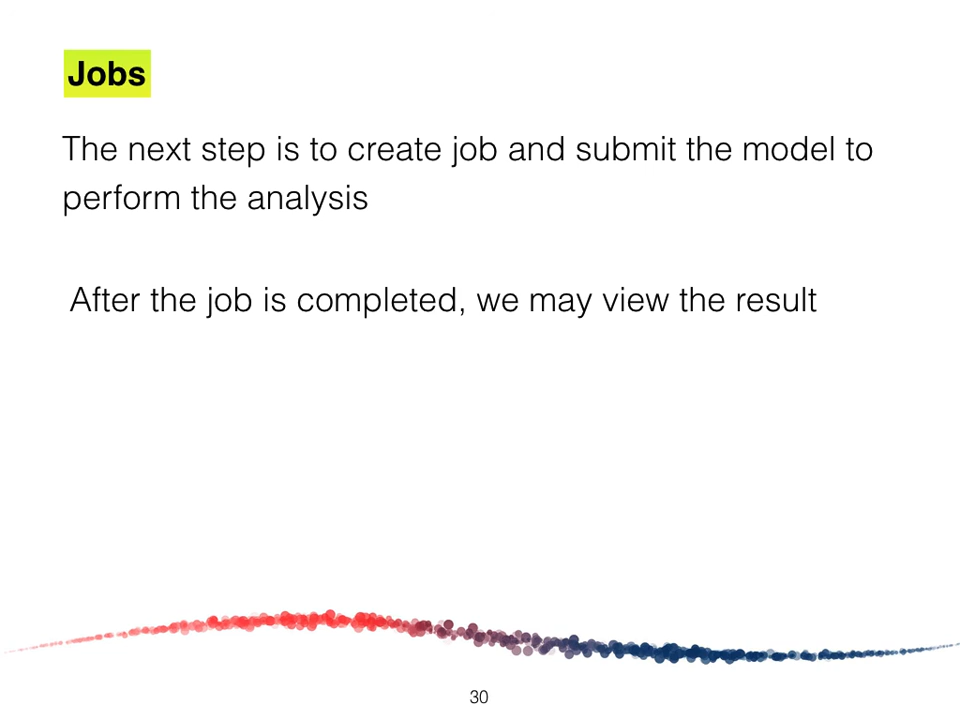 Jobs
The next step is to create job and submit the model to
perform the analysis
After the job is completed, we may view the result
30